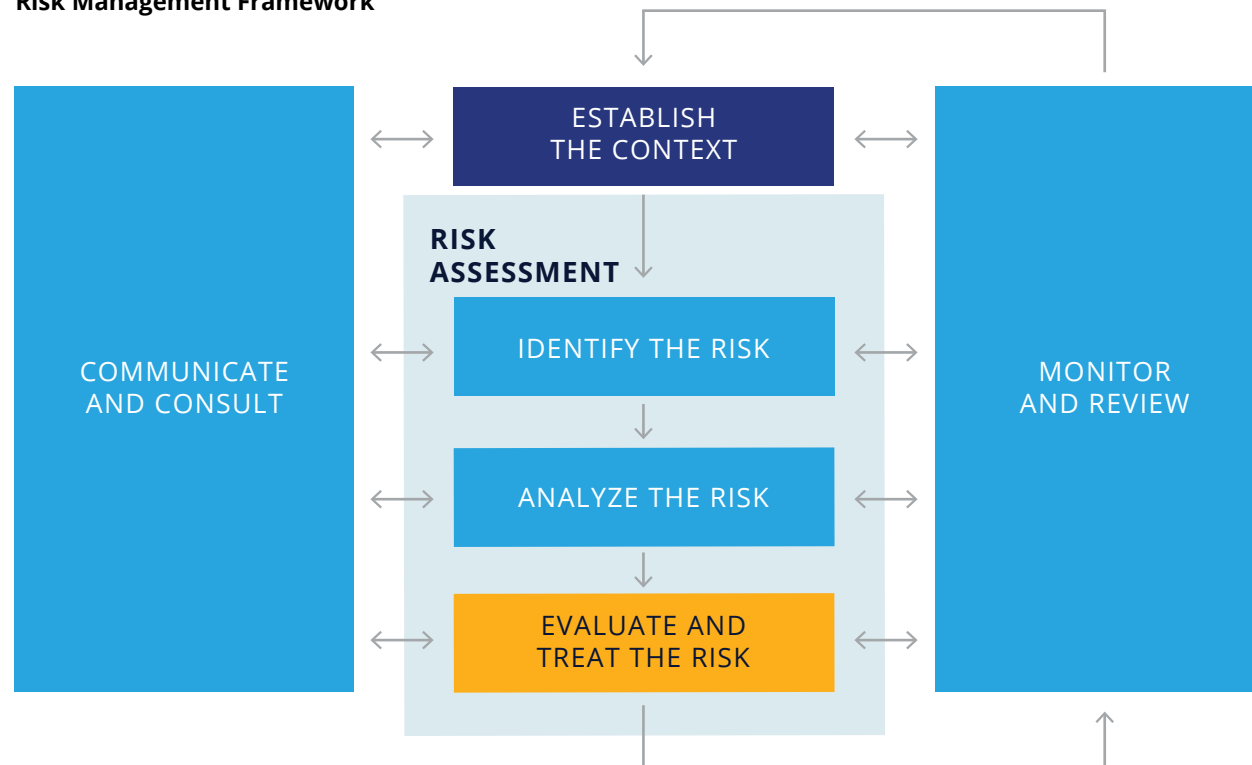 Risk Management Framework
ESTABLISH
THE CONTEXT
RISK
ASSESSMENT
IDENTIFY THE RISK
COMMUNICATE
AND CONSULT
MONITOR
AND REVIEW
ANALYZE THE RISK
EVALUATE AND
TREAT THE RISK